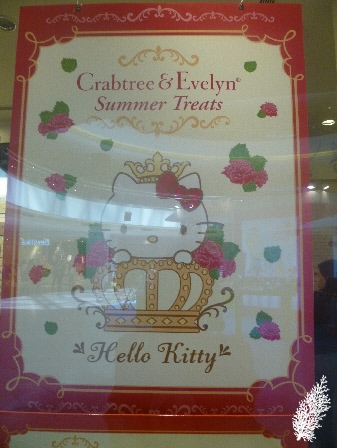 Crabtree & Evelyn®
Summer Treats
Hello Kitty